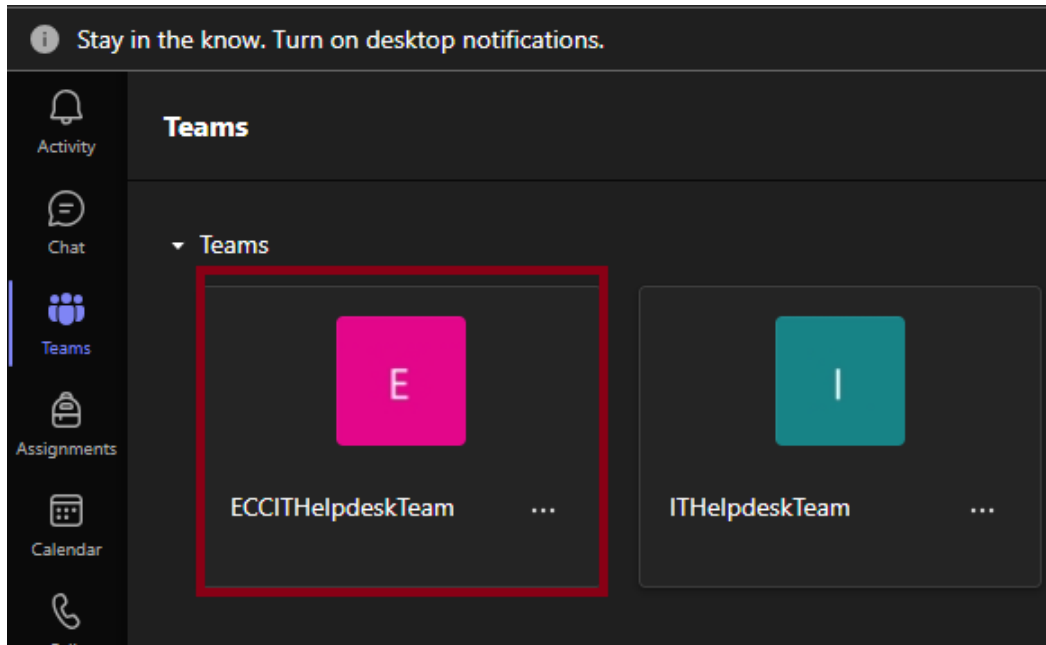 Stay in the know. Turn on desktop notifications.
Activity
Teams
Chat
Teams
Teams
E
I
Assignments
ECCITHelpdeskTeam ...
ITHelpdeskTeam ...
Calendar